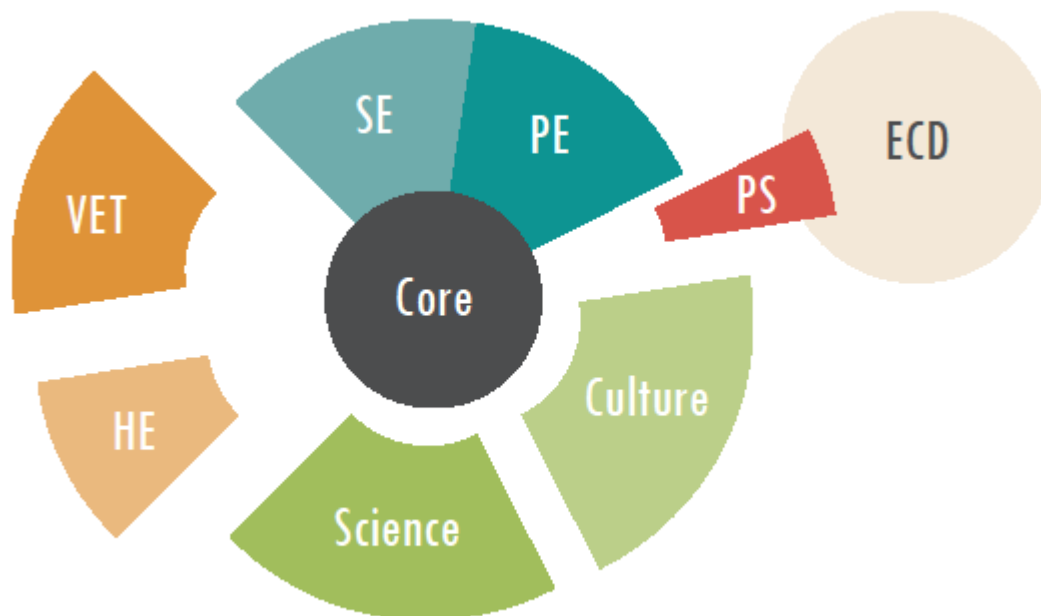 SE
PE
ECD
PS
VET
Core
Culture
HE
Science